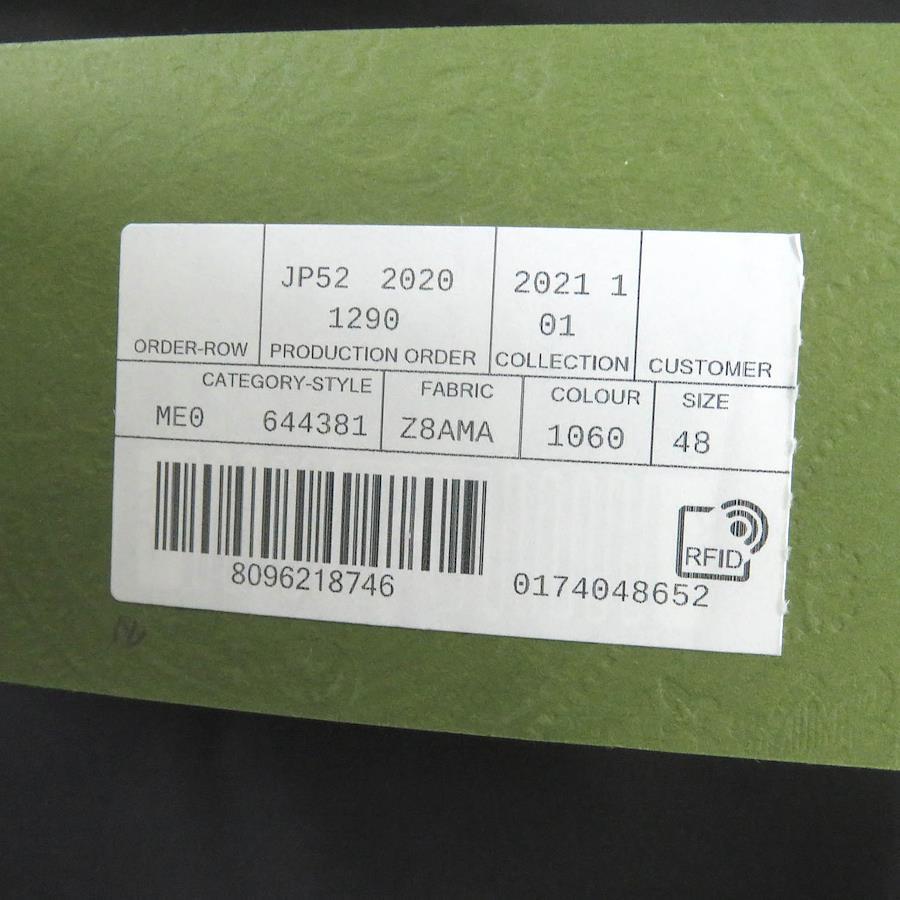 JP52 2020
1290
2021 1
01
ORDER-ROW PRODUCTION ORDER COLLECTION CUSTOMER
CATEGORY-STYLE FABRIC COLOUR SIZE
ME0 644381 Z8AMA 1060 48
RFID
8096218746 0174048652